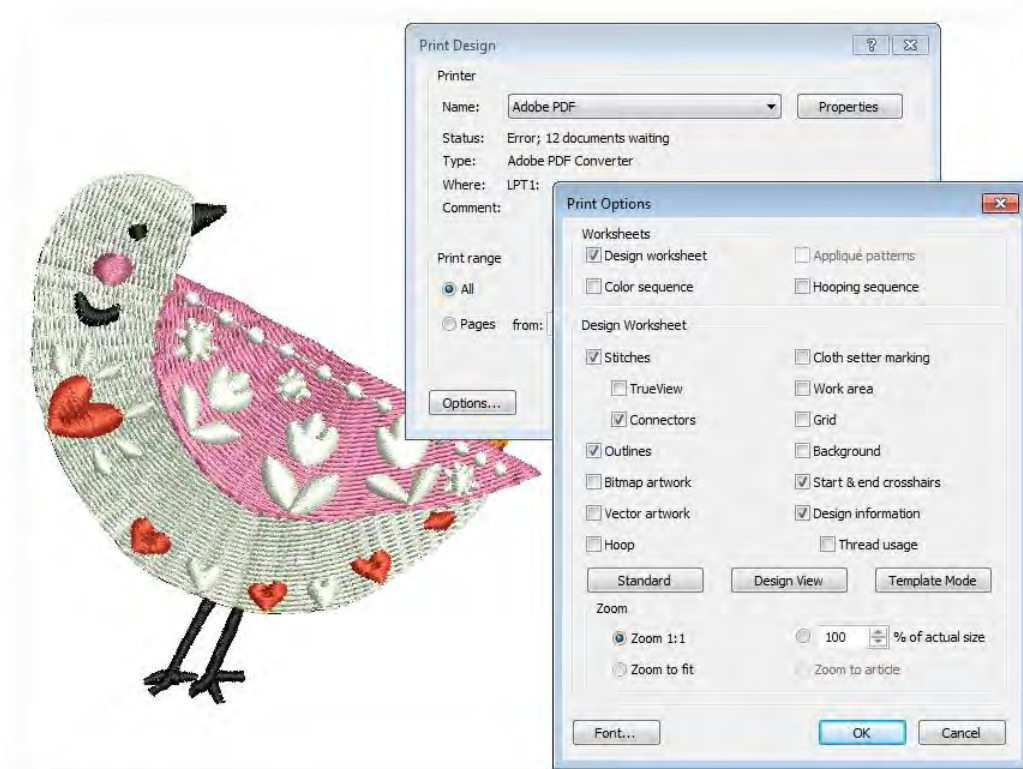 Print Design
Printer
Name: Adobe PDF Properties
Status: Error; 12 documents waiting
Type: Adobe PDF Converter
Where: LPT1:
Comment:
Print range
All
Pages from:
Options...
Print Options
Worksheets
Design worksheet Appliqué patterns
Color sequence Hooping sequence
Design Worksheet
Stitches Cloth setter marking
TrueView Work area
Connectors Grid
Outlines Background
Bitmap artwork Start & end crosshairs
Vector artwork Design information
Hoop Thread usage
Standard Design View Template Mode
Zoom
Zoom 1:1 100 % of actual size
Zoom to fit Zoom to article
Font... OK Cancel